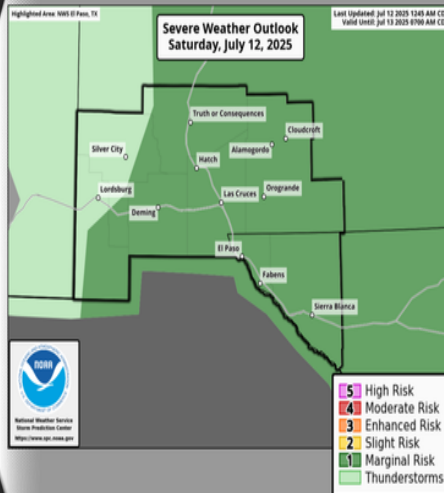 Highlighted Area: NWS El Paso, TX
Severe Weather Outlook
Saturday, July 12, 2025
Last Updated: Jul 12 2025 1245 AM
Valid Until: Jul 13 2025 0700 AM
Truth or Consequences
Cloudcroft
Silver City
Alamogordo
Hatch
Lordsburg
Las Cruces
Orogrande
Deming
El Paso
Fabens
Sierra Blanca
NOAA
National Weather Service
Storm Prediction Center
https://www.spc.noaa.gov
5 High Risk
4 Moderate Risk
3 Enhanced Risk
2 Slight Risk
1 Marginal Risk
Thunderstorms